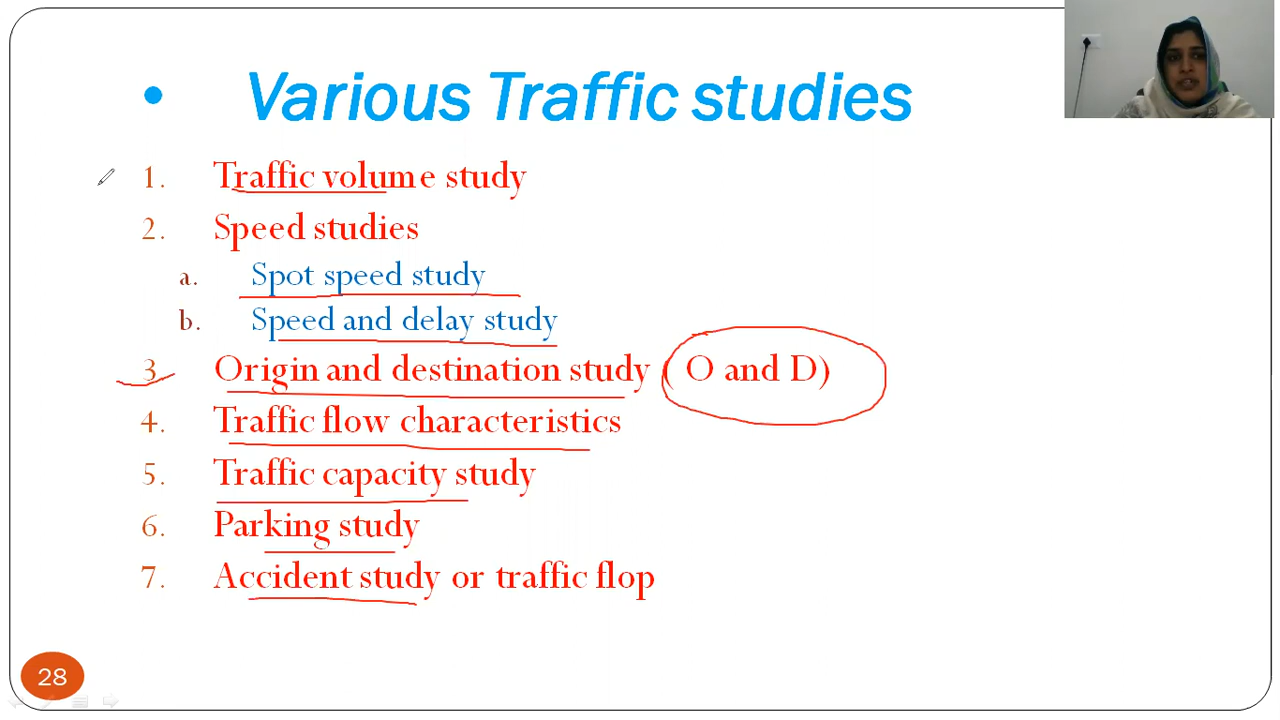 • Various Traffic studies
1. Traffic volume study
2. Speed studies
a. Spot speed study
b. Speed and delay study
3. Origin and destination study ( O and D)
4. Traffic flow characteristics
5. Traffic capacity study
6. Parking study
7. Accident study or traffic flop
28